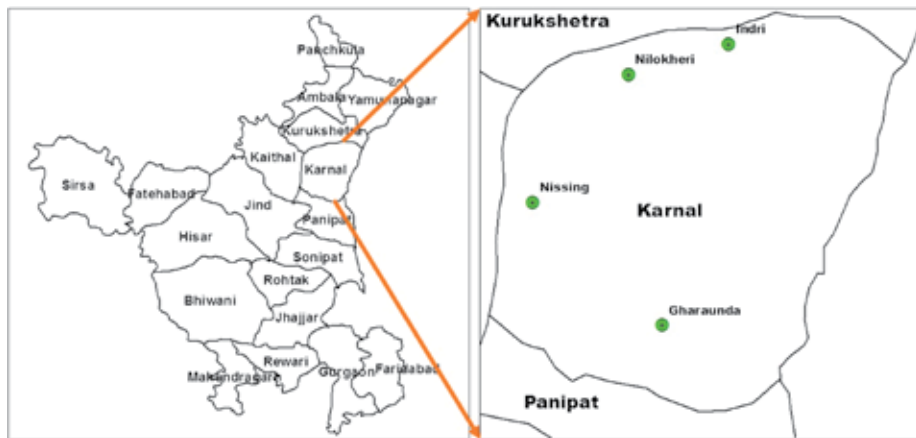 Panchkula
Ambala
Yamunanagar
Kurukshetra
Kaithal
Karnal
Sirsa
Fatehabad
Jind
Panipat
Hisar
Sonipat
Rohtak
Bhiwani
Jhajjar
Rewari
Makandragarh
Gurgaon
Faridabad
Kurukshetra
Indri
Nilokheri
Nissing
Karnal
Gharaunda
Panipat